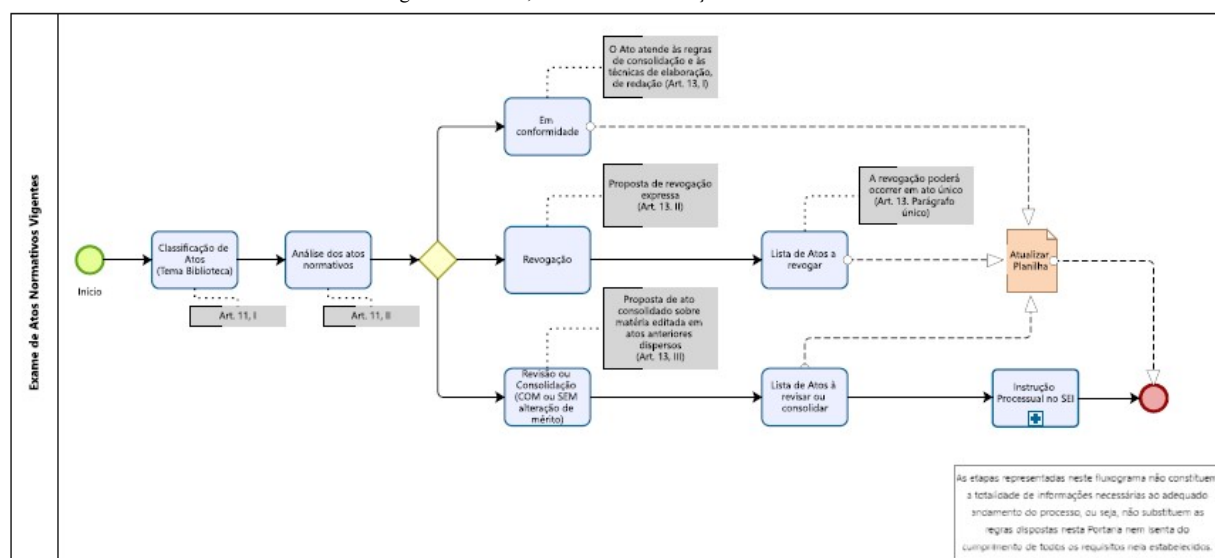 O Ato atende às regras
de consolidação e às
técnicas de elaboração,
de redação (Art. 13, I)
Em
conformidade
Proposta de revogação
expressa
(Art. 13. II)
A revogação poderá
ocorrer em ato único
(Art. 13. Parágrafo
único)
Exame de Atos Normativos Vigentes
Início
Classificação de
Atos
(Tema Biblioteca)
Análise dos atos
normativos
Revogação
Lista de Atos a
revogar
Atualizar
Planilha
Art. 11, I
Art. 11, II
Proposta de ato
consolidado sobre
matéria editada em
atos anteriores
dispersos
(Art. 13, III)
Revisão ou
Consolidação
(COM ou SEM
alteração de
mérito)
Lista de Atos à
revisar ou
consolidar
Instrução
Processual no SEI
As etapas representadas neste fluxograma não constituem
a totalidade de informações necessárias ao adequado
andamento do processo, ou seja, não substituem as
regras dispostas nesta Portaria nem isenta do
cumprimento de todos os requisitos nela estabelecidos.